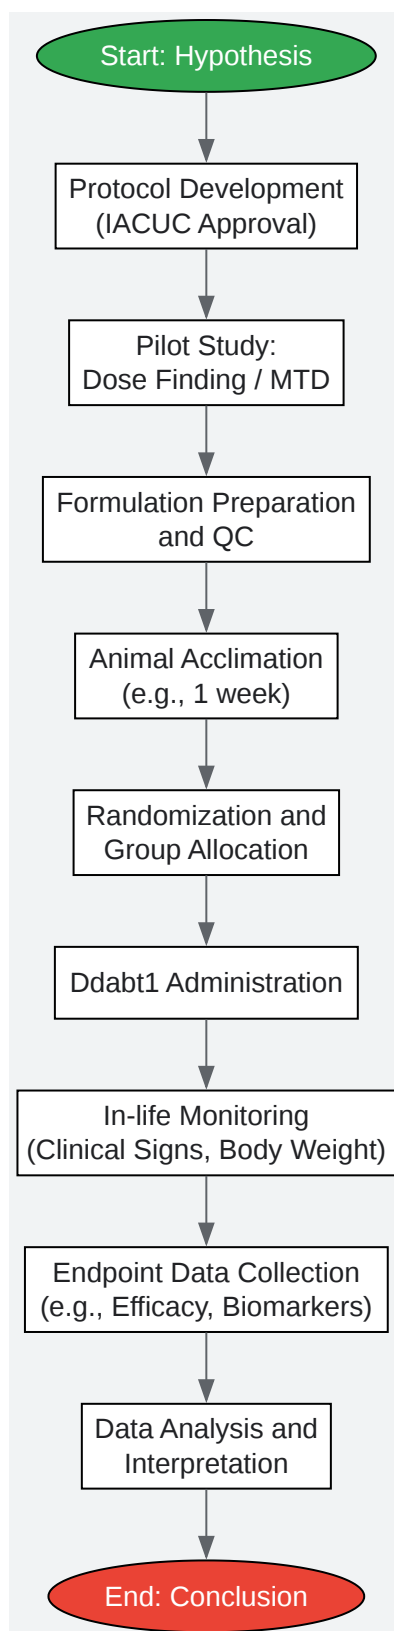 Start: Hypothesis
Protocol Development
(IACUC Approval)
Pilot Study:
Dose Finding / MTD
Formulation Preparation
and QC
Animal Acclimation
(e.g., 1 week)
Randomization and
Group Allocation
Ddabt1 Administration
In-life Monitoring
(Clinical Signs, Body Weight)
Endpoint Data Collection
(e.g., Efficacy, Biomarkers)
Data Analysis and
Interpretation
End: Conclusion